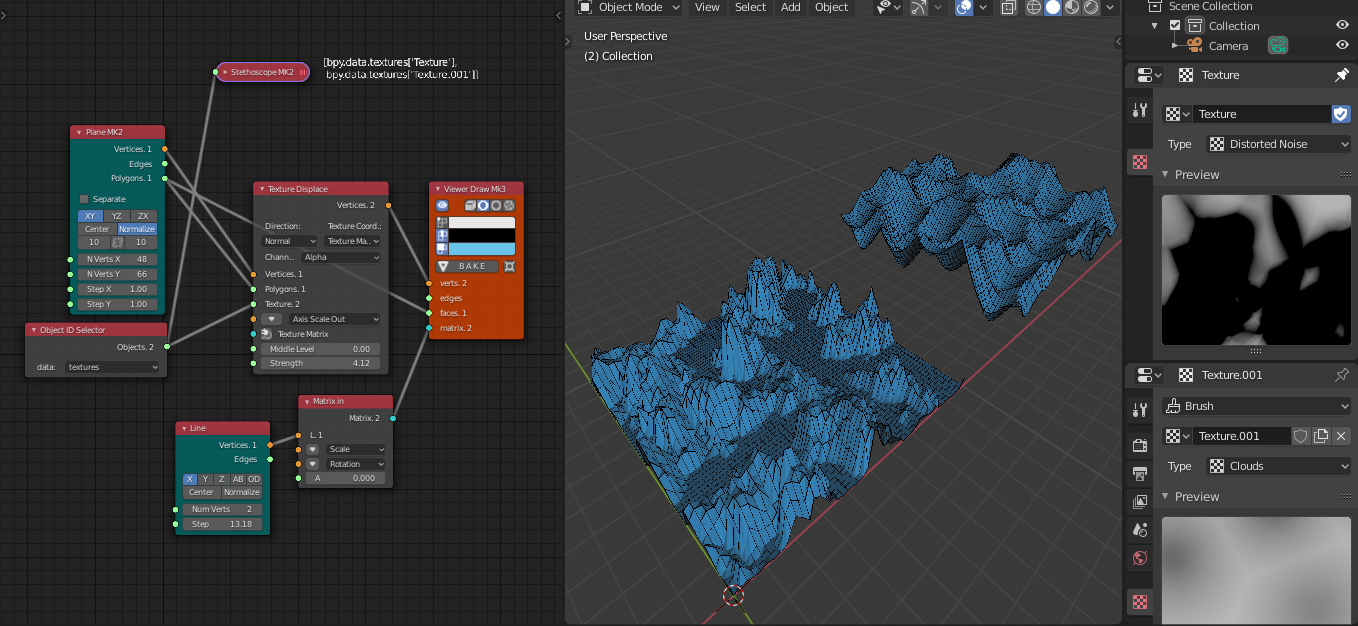 Stethoscope MK2
[bpy.data.textures['Texture'],
bpy.data.textures['Texture.001']]
Plane MK2
Vertices. 1
Edges
Polygons. 1
Separate
XY YZ ZX
Center Normalize
10 10
N Verts X 48
N Verts Y 66
Step X 1.00
Step Y 1.00
Object ID Selector
Objects. 2
data: textures
Texture Displace
Vertices. 2
Direction: Texture Coord.:
Normal Texture Ma..
Chann.. Alpha
Vertices. 1
Polygons. 1
Texture. 2
Axis Scale Out
Texture Matrix
Middle Level 0.00
Strength 4.12
Viewer Draw Mk3
BAKE
verts. 2
edges
faces. 1
matrix. 2
Line
Vertices. 1
Edges
X Y Z AB OD
Center Normalize
Num Verts 2
Step 13.18
Matrix in
Matrix. 2
L. 1
Scale
Rotation
A 0.000
Object Mode View Select Add Object
User Perspective
(2) Collection
Scene Collection
Collection
Camera
Texture
Texture
Type Distorted Noise
Preview
Texture.001
Brush
Texture.001
Type Clouds
Preview